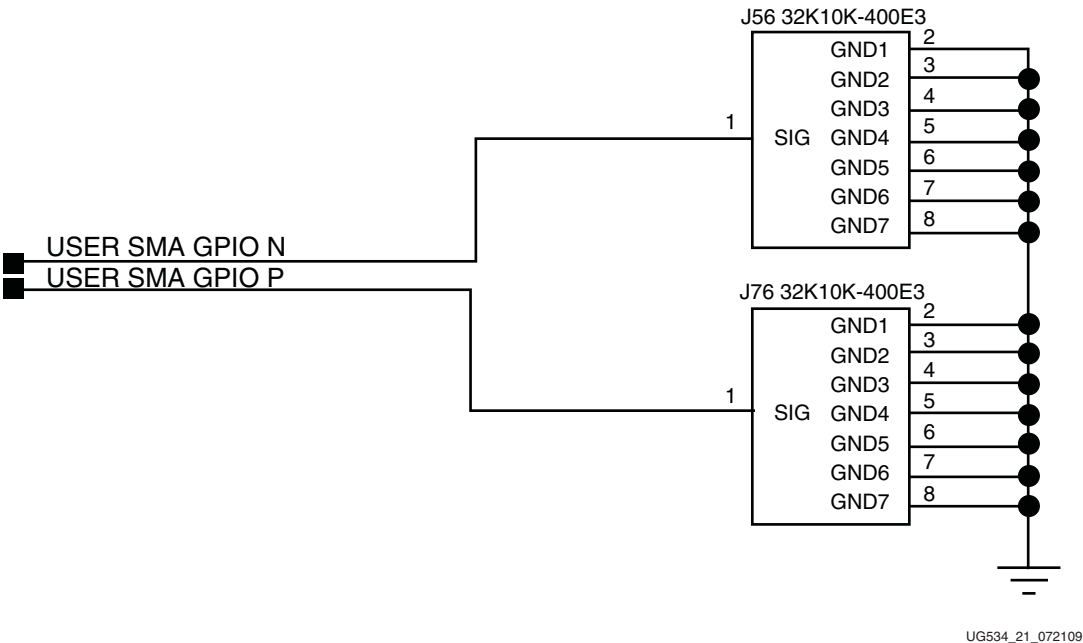 J56 32K10K-400E3
GND1 2
GND2 3
GND3 4
1 SIG GND4 5
GND5 6
GND6 7
GND7 8
USER SMA GPIO N
USER SMA GPIO P
J76 32K10K-400E3
GND1 2
GND2 3
GND3 4
1 SIG GND4 5
GND5 6
GND6 7
GND7 8
UG534_21_072109